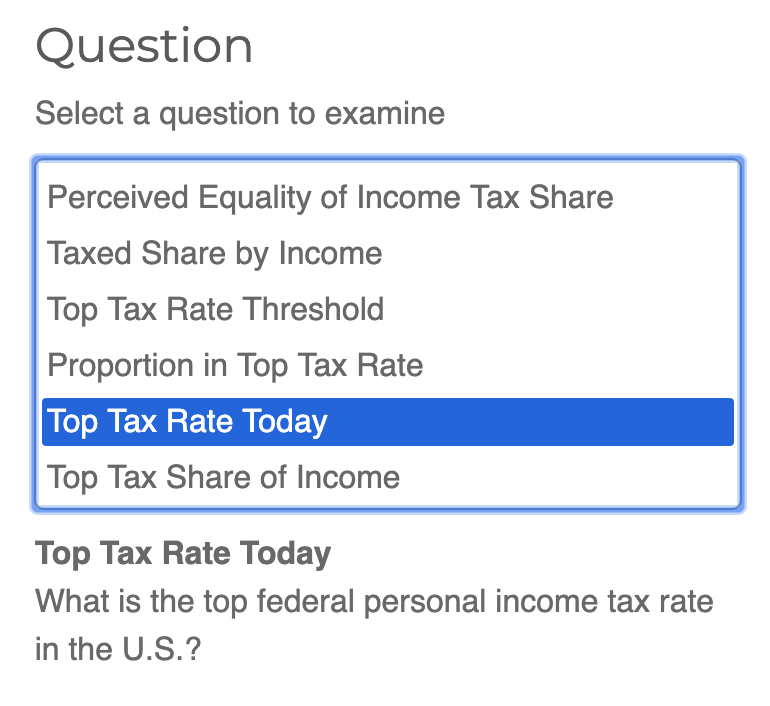 Question
Select a question to examine
Perceived Equality of Income Tax Share
Taxed Share by Income
Top Tax Rate Threshold
Proportion in Top Tax Rate
Top Tax Rate Today
Top Tax Share of Income
Top Tax Rate Today
What is the top federal personal income tax rate
in the U.S.?